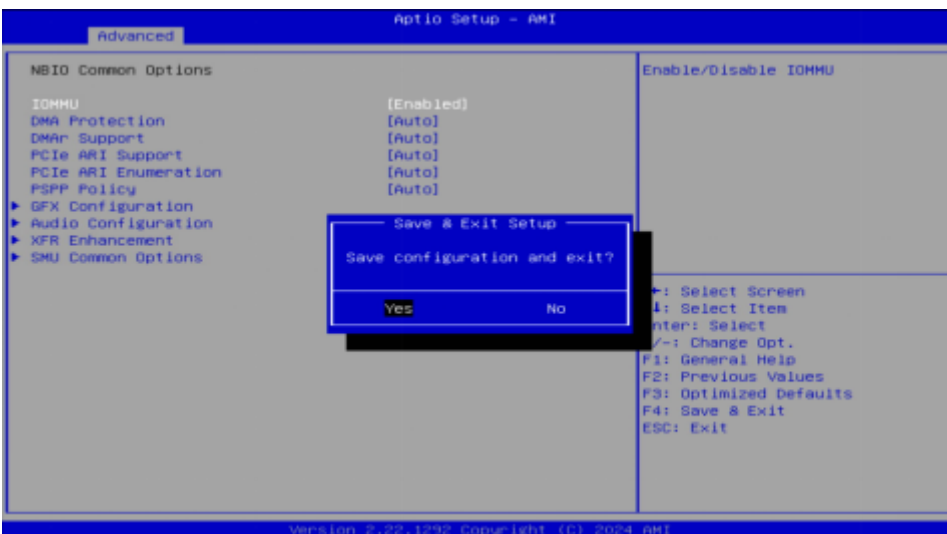 Aptio Setup – AMI
Advanced
NBIO Common Options
IOMMU [Enabled]
DMA Protection [Auto]
DMAr Support [Auto]
PCIe ARI Support [Auto]
PCIe ARI Enumeration [Auto]
PSPP Policy [Auto]
GFX Configuration
Audio Configuration
XFR Enhancement
SMU Common Options
Enable/Disable IOMMU
Save & Exit Setup
Save configuration and exit?
Yes No
←: Select Screen
↓: Select Item
nter: Select
/-: Change Opt.
F1: General Help
F2: Previous Values
F3: Optimized Defaults
F4: Save & Exit
ESC: Exit
Version 2.22.1292 Copyright (C) 2024 AMI